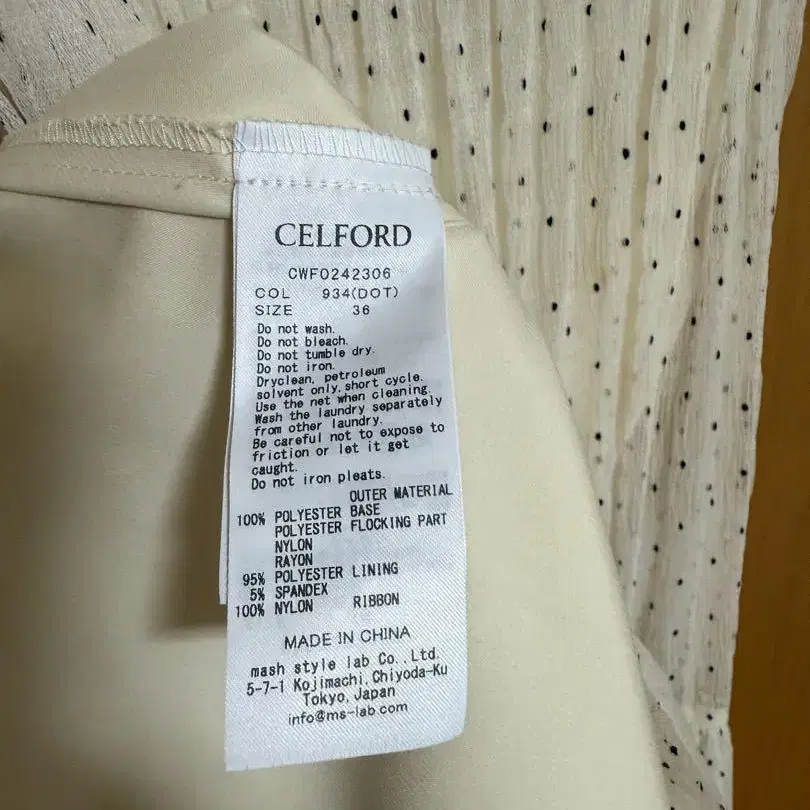 CELFORD
CWFO242306
COL 934(DOT)
SIZE 36
Do not wash.
Do not bleach.
Do not tumble dry.
Do not iron.
Dryclean, petroleum
solvent only, short cycle.
Use the net when cleaning.
Wash the laundry separately
from other laundry.
Be careful not to expose to
friction or let it get
caught.
Do not iron pleats.
OUTER MATERIAL
100% POLYESTER BASE
POLYESTER FLOCKING PART
NYLON
RAYON
95% POLYESTER LINING
5% SPANDEX
100% NYLON RIBBON
MADE IN CHINA
mash style lab Co., Ltd.
5-7-1 Kojimachi, Chiyoda-Ku
Tokyo, Japan
info@ms-lab.com